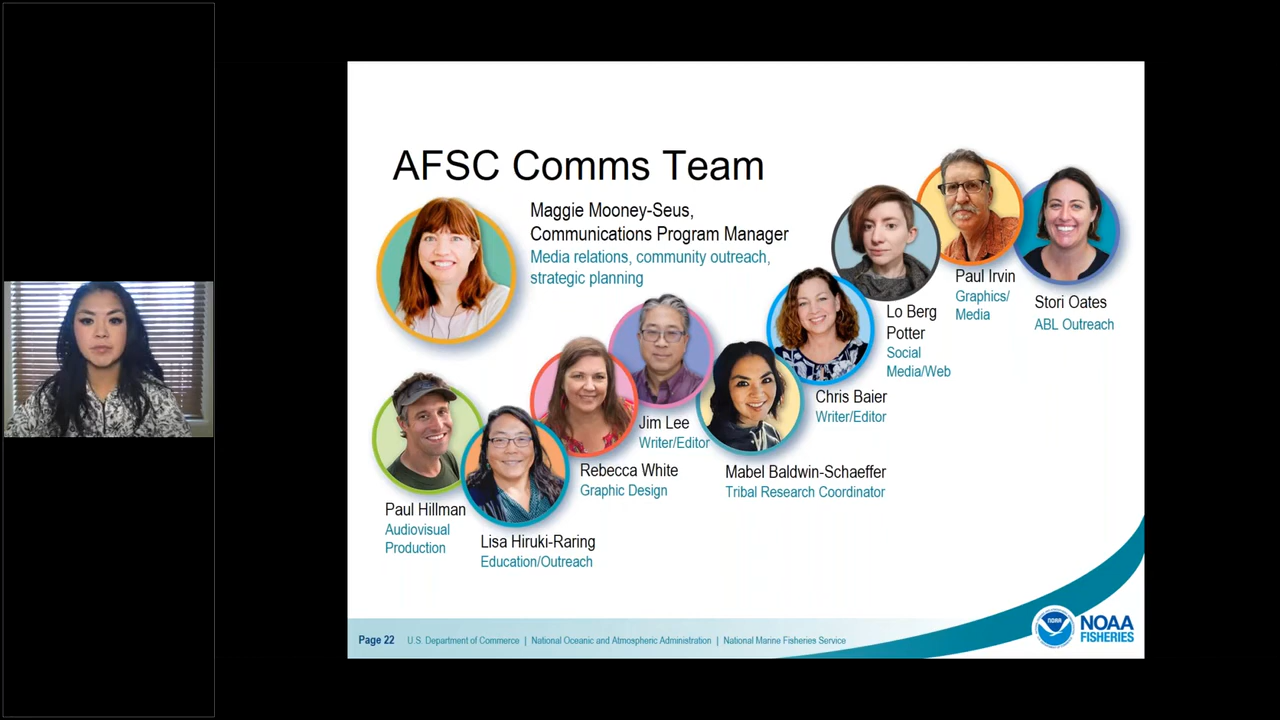 AFSC Comms Team
Maggie Mooney-Seus,
Communications Program Manager
Media relations, community outreach,
strategic planning
Paul Irvin
Graphics/
Media
Stori Oates
ABL Outreach
Lo Berg
Potter
Social
Media/Web
Chris Baier
Writer/Editor
Jim Lee
Writer/Editor
Rebecca White
Graphic Design
Mabel Baldwin-Schaeffer
Tribal Research Coordinator
Paul Hillman
Audiovisual
Production
Lisa Hiruki-Raring
Education/Outreach
Page 22 U.S. Department of Commerce | National Oceanic and Atmospheric Administration | National Marine Fisheries Service
NOAA
NOAA
FISHERIES